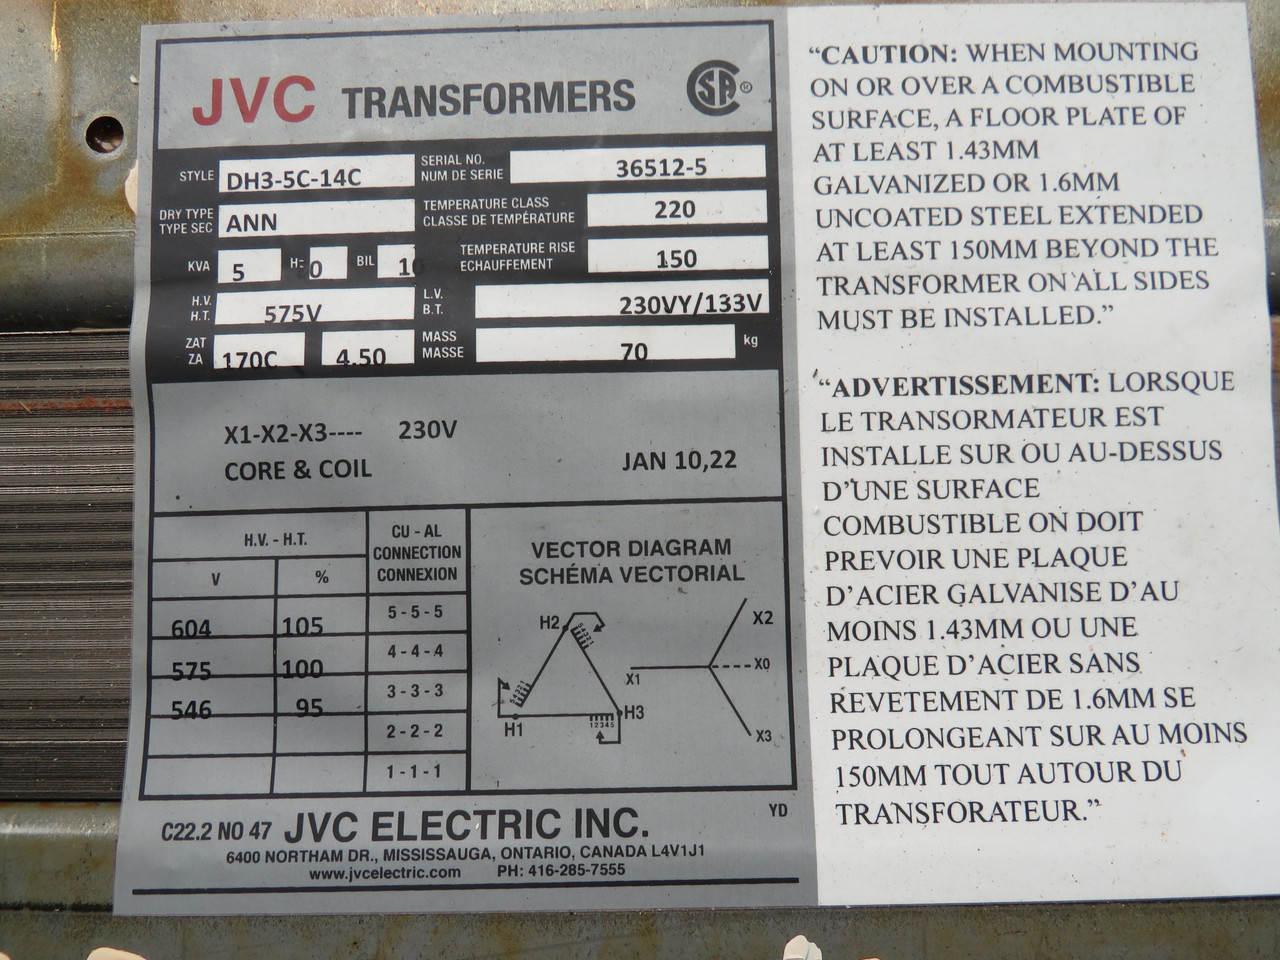 JVC TRANSFORMERS SA ®
STYLE DH3-5C-14C SERIAL NO. NUM DE SERIE 36512-5
DRY TYPE TYPE SEC ANN TEMPERATURE CLASS CLASSE DE TEMPÉRATURE 220
KVA 5 Hz 0 BIL 10 TEMPERATURE RISE ECHAUFFEMENT 150
H.V. H.T. 575V L.V. B.T. 230VY/133V
ZAT ZA 170C 4.50 MASS MASSE 70 kg
X1-X2-X3---- 230V
CORE & COIL JAN 10,22
H.V. - H.T. CU - AL CONNECTION CONNEXION
V %
604 105 5-5-5
575 100 4-4-4
546 95 3-3-3
2-2-2
1-1-1
VECTOR DIAGRAM
SCHÉMA VECTORIAL
H2 54321 X2
X1 X0
54321 H1 12345 H3 X3
YD
C22.2 NO 47 JVC ELECTRIC INC.
6400 NORTHAM DR., MISSISSAUGA, ONTARIO, CANADA L4V1J1
www.jvcelectric.com PH: 416-285-7555
“CAUTION: WHEN MOUNTING
ON OR OVER A COMBUSTIBLE
SURFACE, A FLOOR PLATE OF
AT LEAST 1.43MM
GALVANIZED OR 1.6MM
UNCOATED STEEL EXTENDED
AT LEAST 150MM BEYOND THE
TRANSFORMER ON ALL SIDES
MUST BE INSTALLED.”
“ADVERTISSEMENT: LORSQUE
LE TRANSORMATEUR EST
INSTALLE SUR OU AU-DESSUS
D’UNE SURFACE
COMBUSTIBLE ON DOIT
PREVOIR UNE PLAQUE
D’ACIER GALVANISE D’AU
MOINS 1.43MM OU UNE
PLAQUE D’ACIER SANS
REVETEMENT DE 1.6MM SE
PROLONGEANT SUR AU MOINS
150MM TOUT AUTOUR DU
TRANSFORATEUR.”